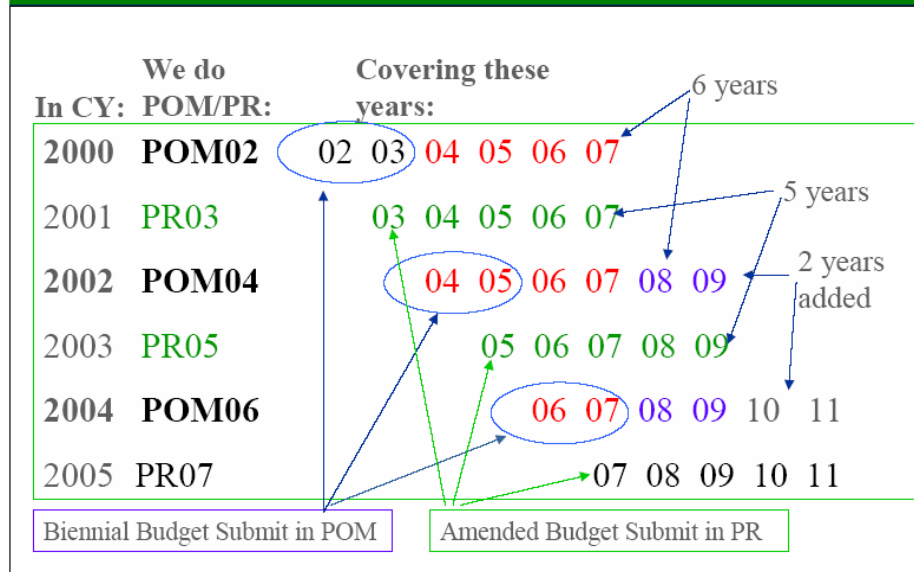 We do
POM/PR:
Covering these
years:
In CY:
6 years
2000 POM02 02 03 04 05 06 07
5 years
2001 PR03 03 04 05 06 07
2 years
added
2002 POM04 04 05 06 07 08 09
2003 PR05 05 06 07 08 09
2004 POM06 06 07 08 09 10 11
2005 PR07 07 08 09 10 11
Biennial Budget Submit in POM
Amended Budget Submit in PR